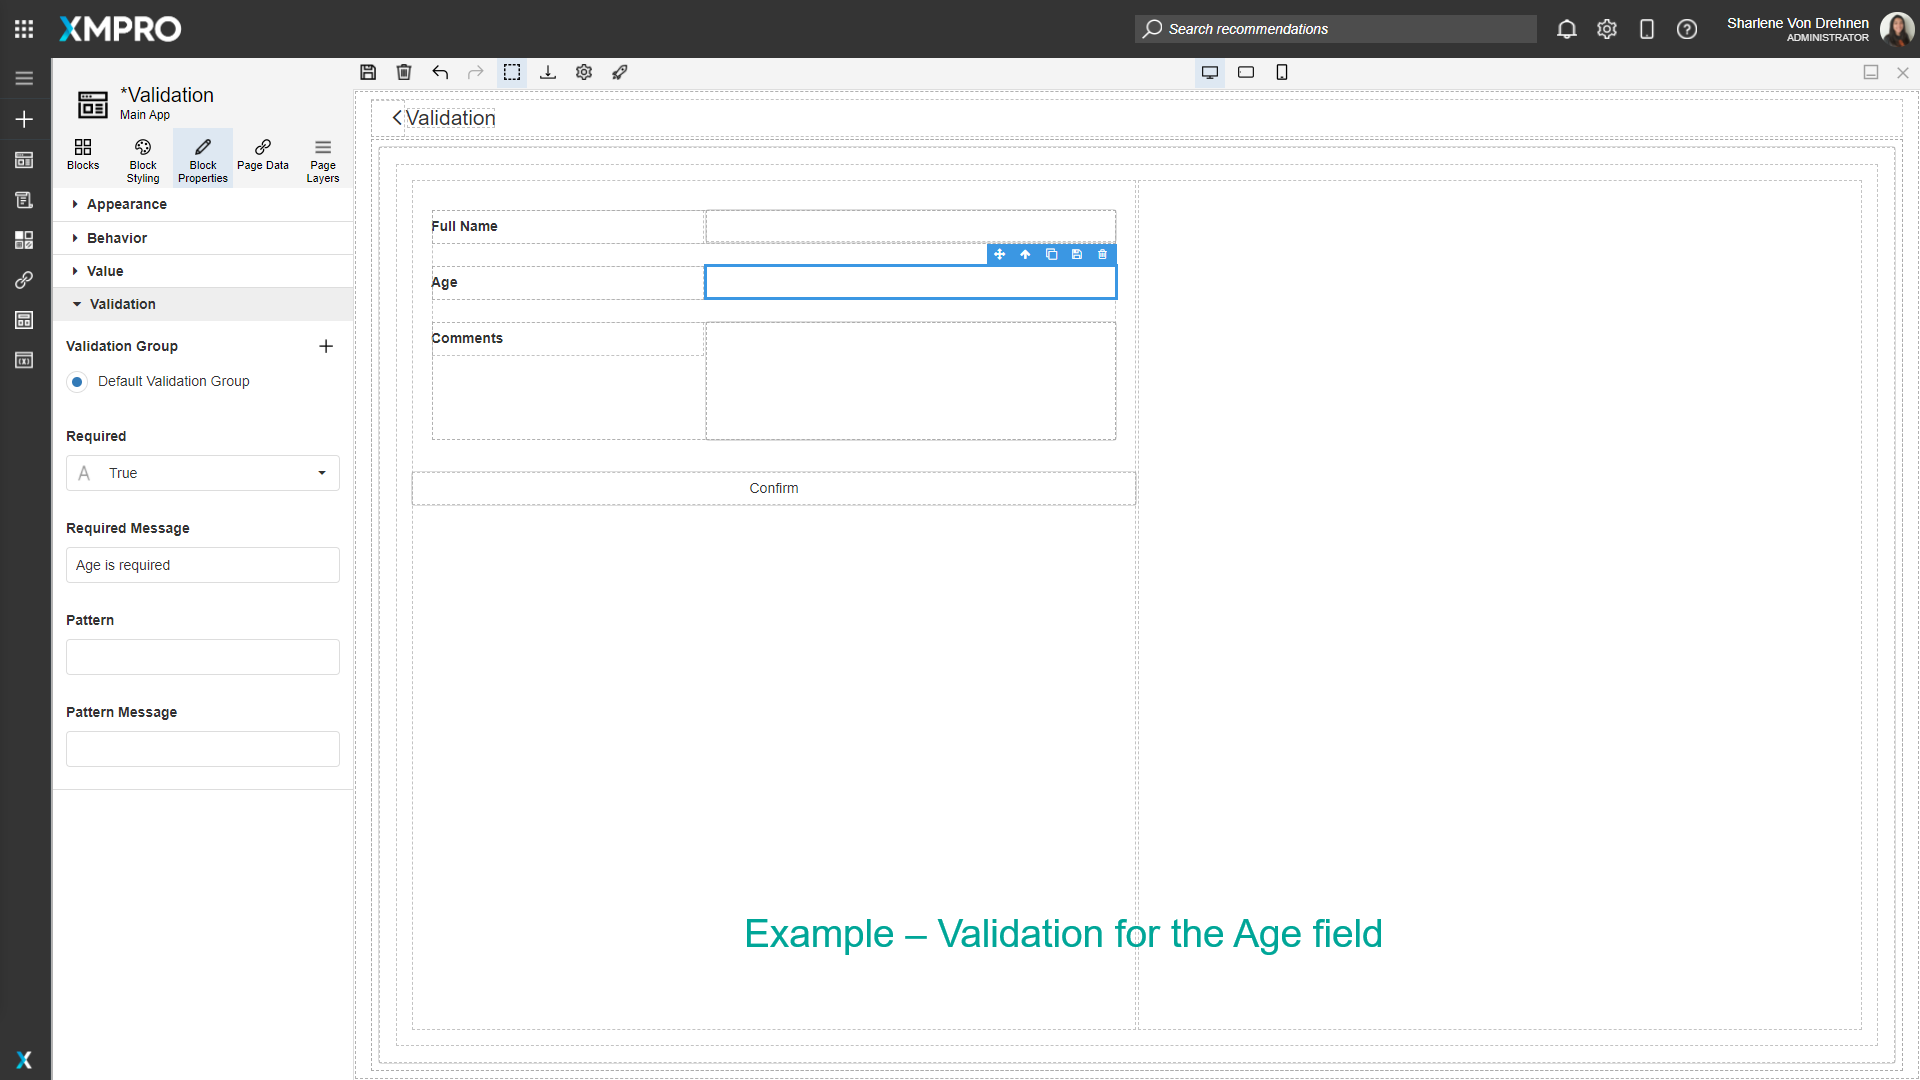 XMPRO
Search recommendations
Sharlene Von Drehnen
ADMINISTRATOR
*Validation
Main App
Blocks
Block Styling
Block Properties
Page Data
Page Layers
Appearance
Behavior
Value
Validation
Validation Group
Default Validation Group
Required
A True
Required Message
Age is required
Pattern
Pattern Message
Validation
Full Name
Age
Comments
Confirm
Example – Validation for the Age field